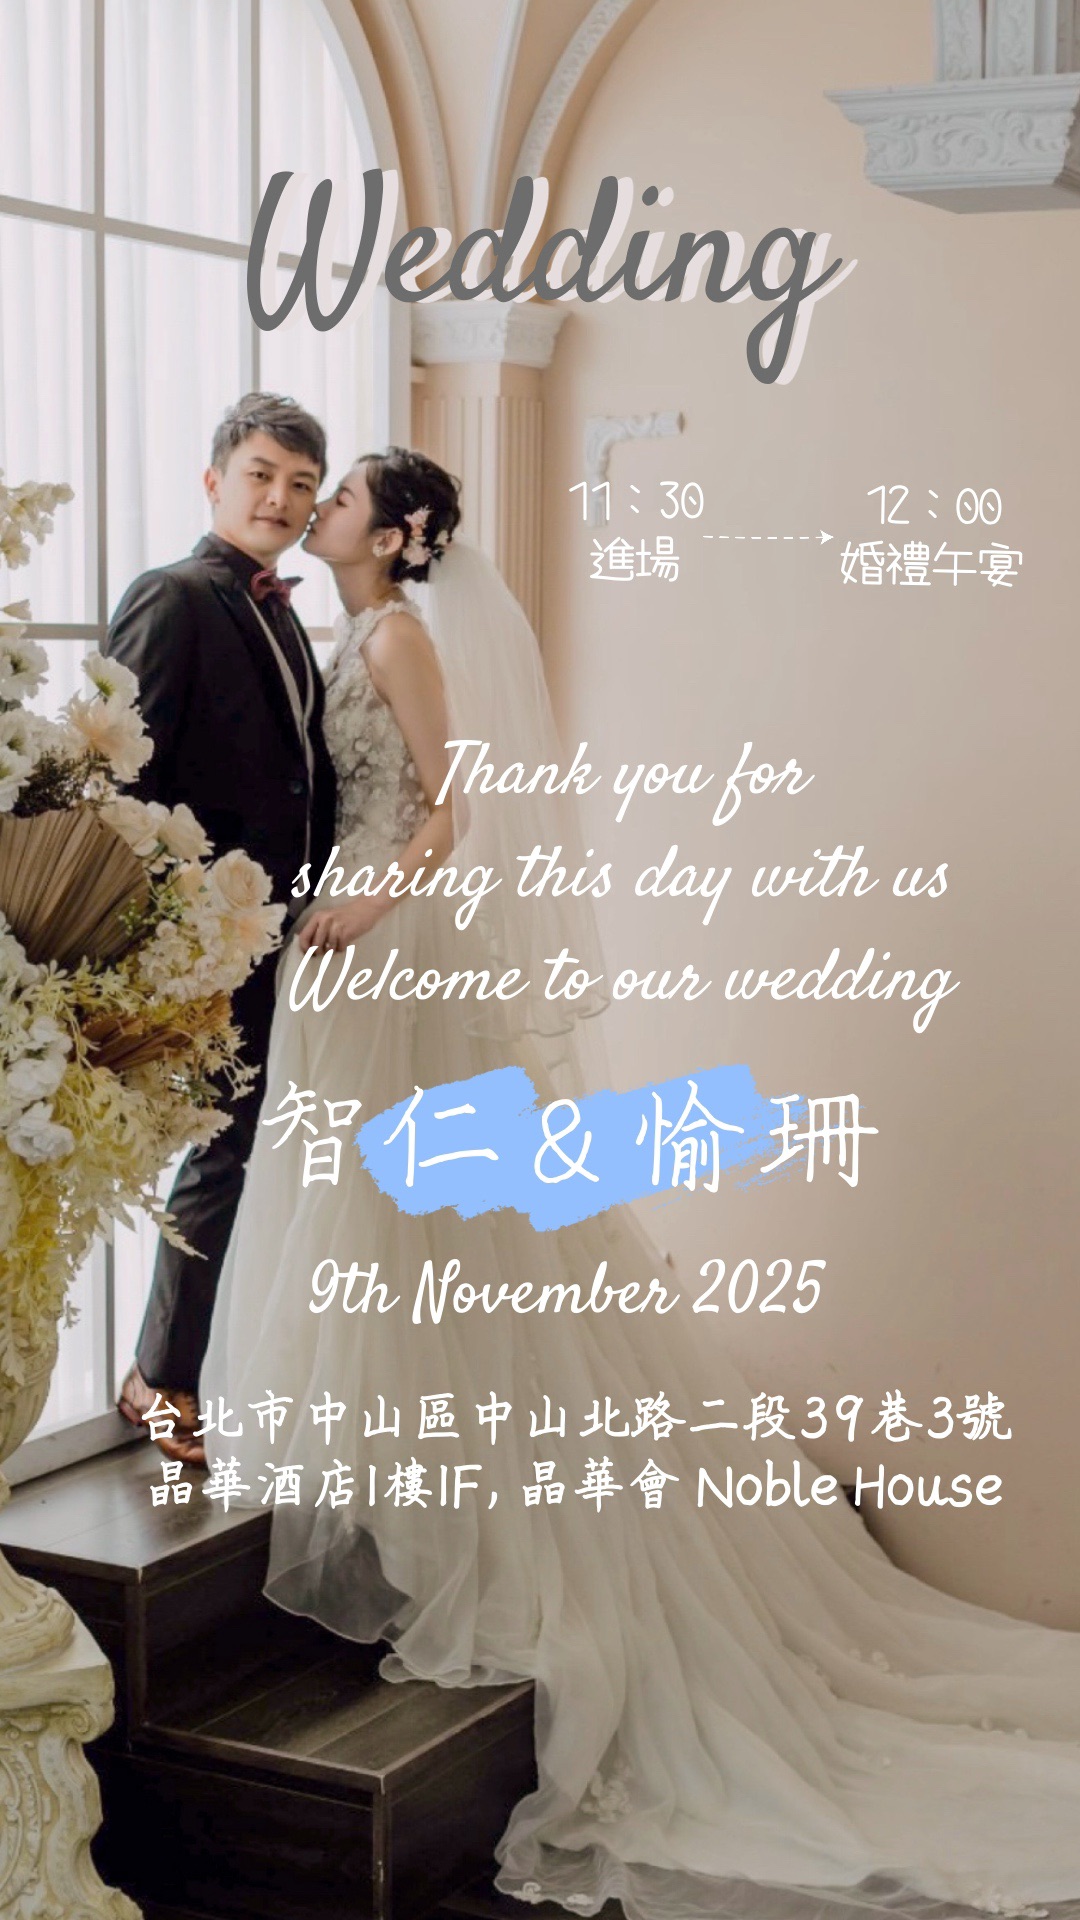 Wedding
11：30
進場
12：00
婚禮午宴
Thank you for
sharing this day with us
Welcome to our wedding
智仁 & 愉珊
9th November 2025
台北市中山區中山北路二段39巷3號
晶華酒店1樓1F, 晶華會 Noble House